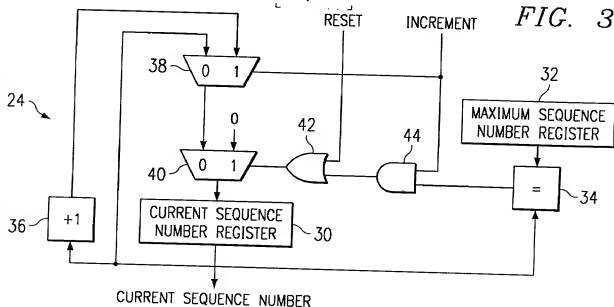 RESET
INCREMENT
FIG. 3
38
0 1
24
0
42
44
32
MAXIMUM SEQUENCE
NUMBER REGISTER
40
0 1
=
34
36
+1
CURRENT SEQUENCE
NUMBER REGISTER
30
CURRENT SEQUENCE NUMBER